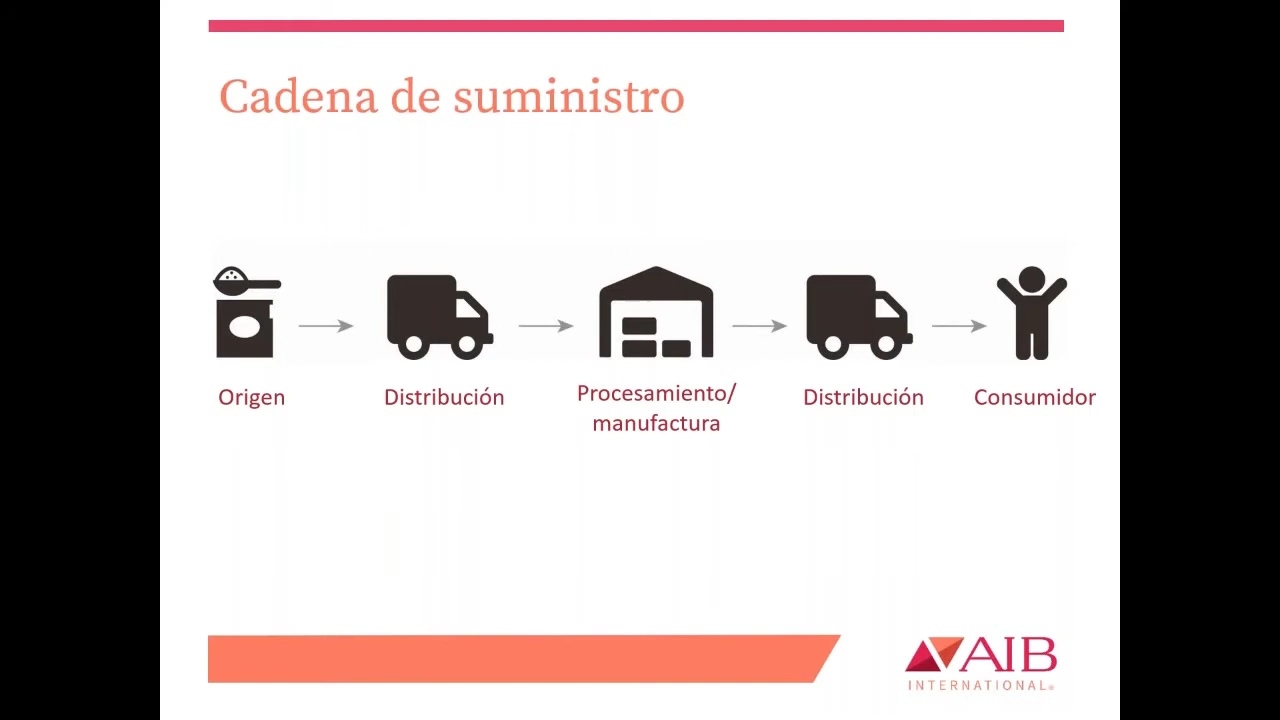 Cadena de suministro
Origen
Distribución
Procesamiento/
manufactura
Distribución
Consumidor
AIB
INTERNATIONAL®